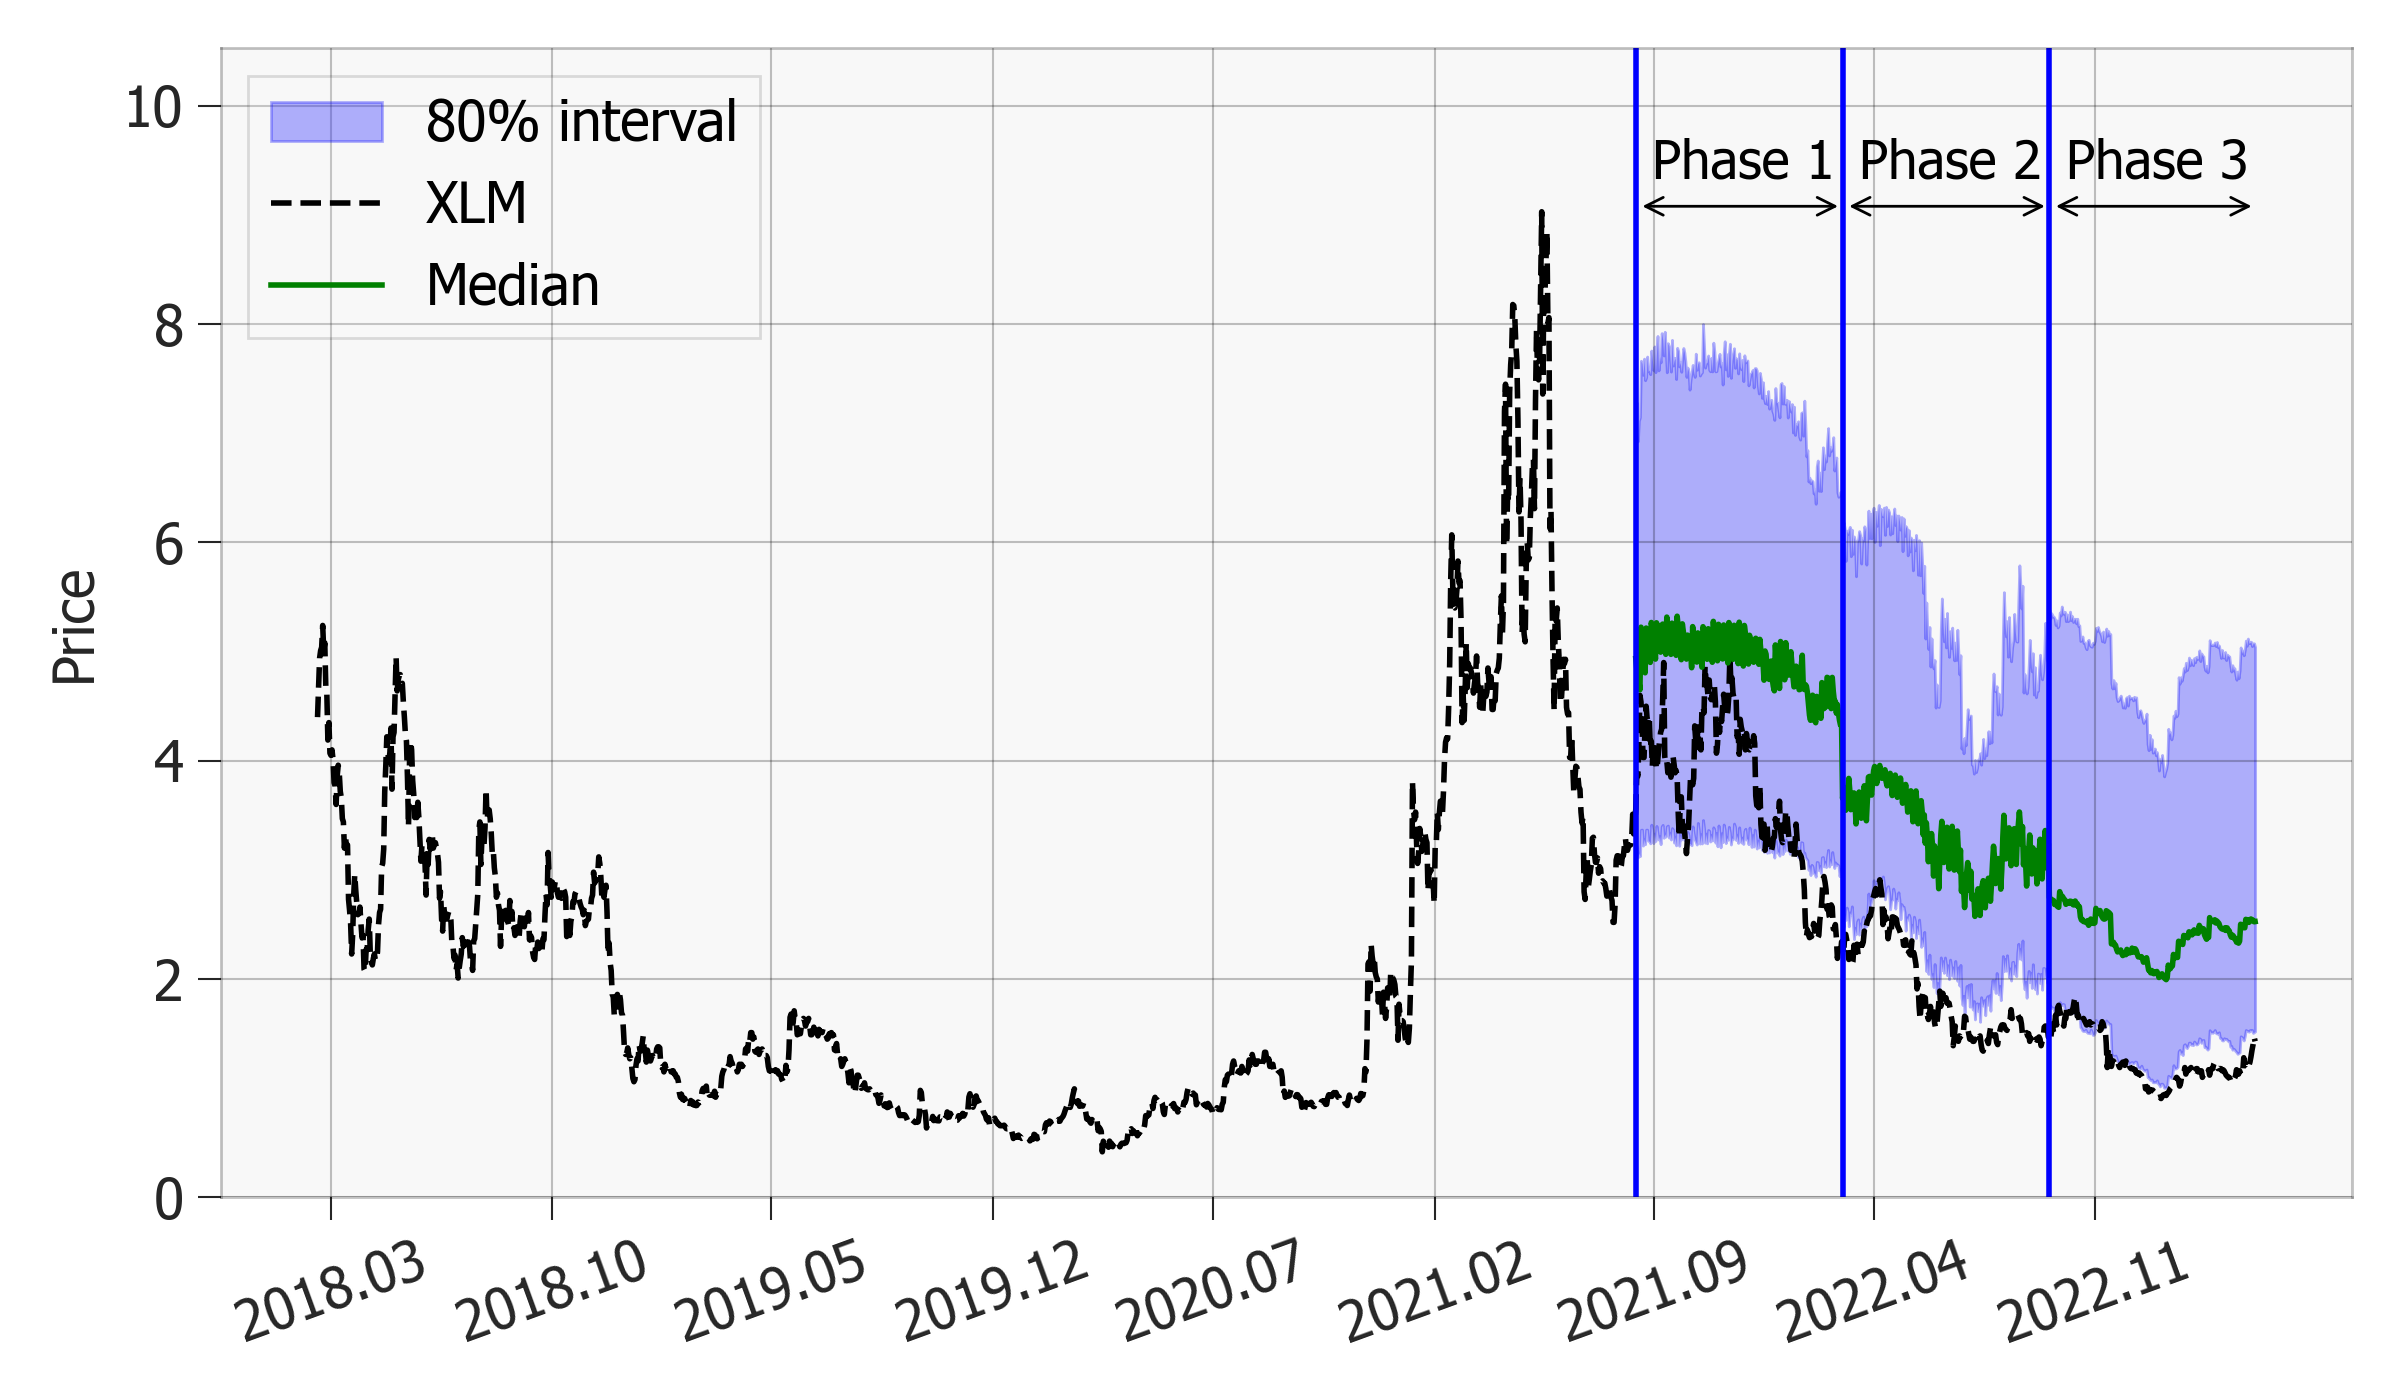 80% interval
XLM
Median
Phase 1
Phase 2
Phase 3
Price
10
8
6
4
2
0
2018.03
2018.10
2019.05
2019.12
2020.07
2021.02
2021.09
2022.04
2022.11